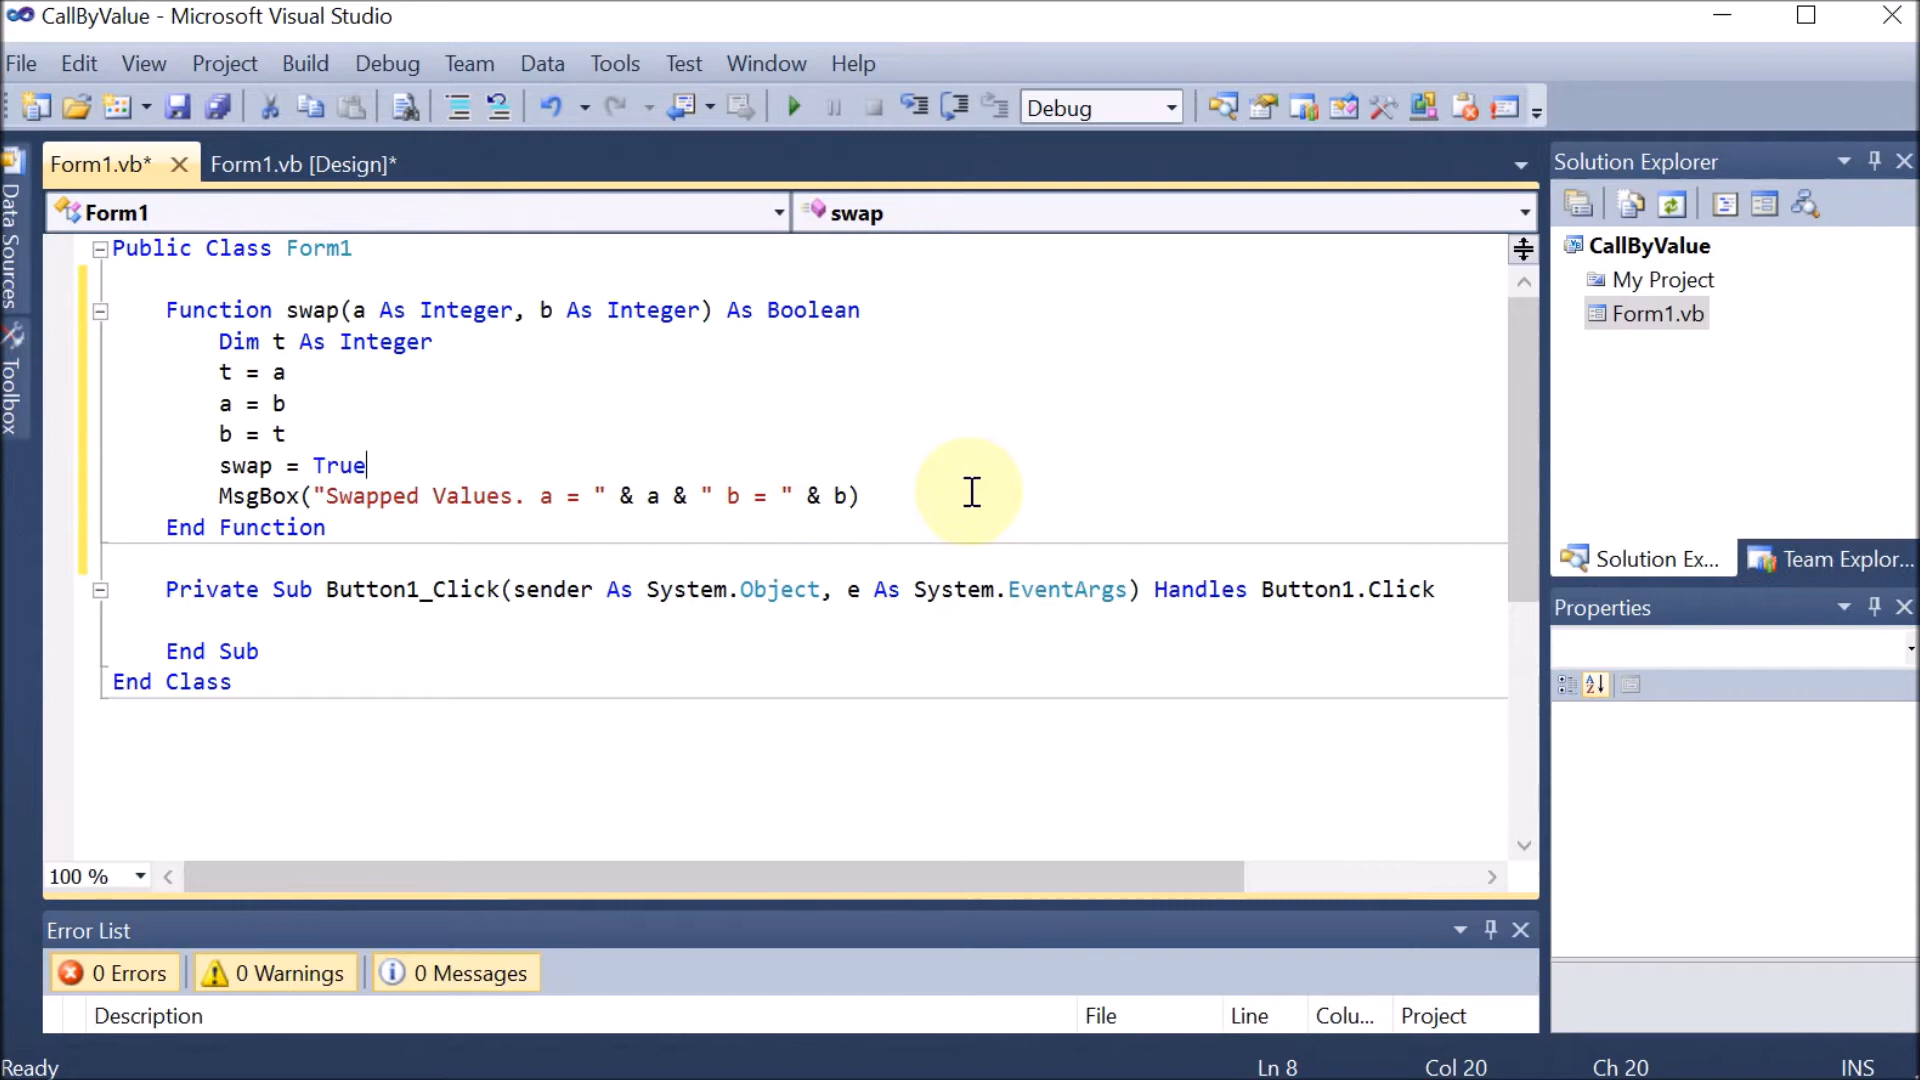 CallByValue - Microsoft Visual Studio
File Edit View Project Build Debug Team Data Tools Test Window Help
Debug
Form1.vb* Form1.vb [Design]*
Form1 swap
Public Class Form1
Function swap(a As Integer, b As Integer) As Boolean
Dim t As Integer
t = a
a = b
b = t
swap = True
MsgBox("Swapped Values. a = " & a & " b = " & b)
End Function
Private Sub Button1_Click(sender As System.Object, e As System.EventArgs) Handles Button1.Click
End Sub
End Class
100 %
Data Sources
Toolbox
Solution Explorer
CallByValue
My Project
Form1.vb
Solution Ex... Team Explor...
Properties
Error List
0 Errors 0 Warnings 0 Messages
Description File Line Colu... Project
Ready Ln 8 Col 20 Ch 20 INS